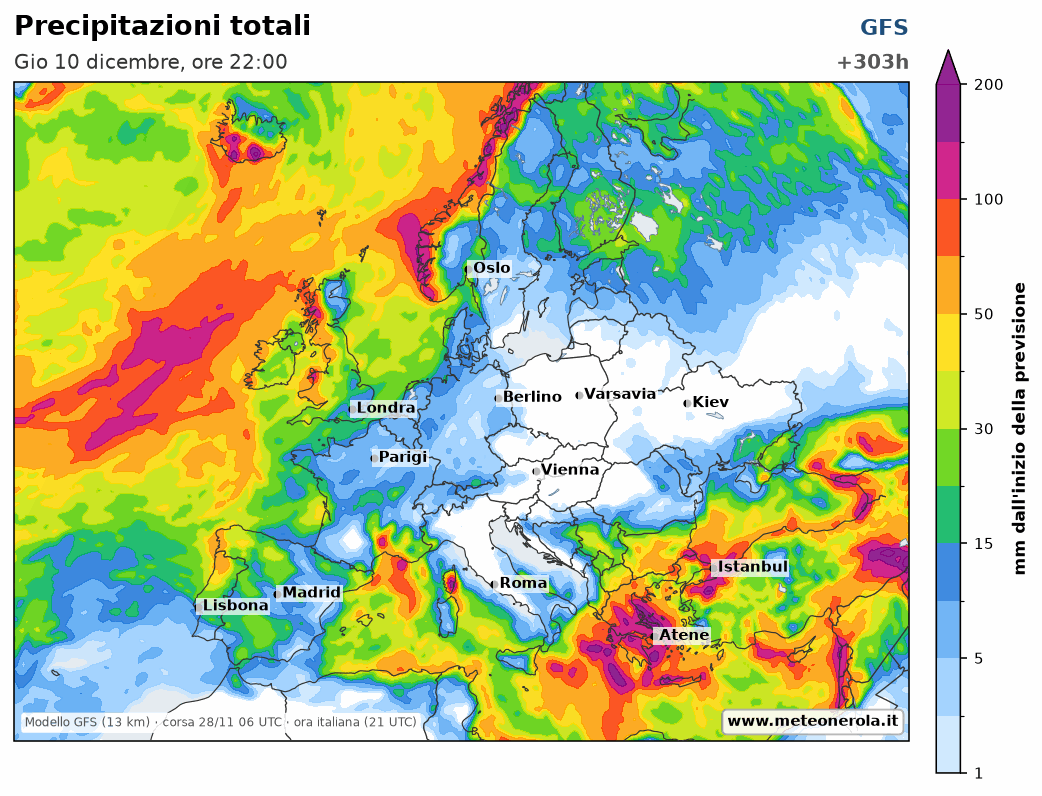 Precipitazioni totali
GFS
Gio 10 dicembre, ore 22:00
+303h
200
100
50
30
15
5
1
mm dall'inizio della previsione
Oslo
Londra
Berlino
Varsavia
Kiev
Parigi
Vienna
Istanbul
Roma
Madrid
Lisbona
Atene
Modello GFS (13 km) · corsa 28/11 06 UTC · ora italiana (21 UTC)
www.meteonerola.it